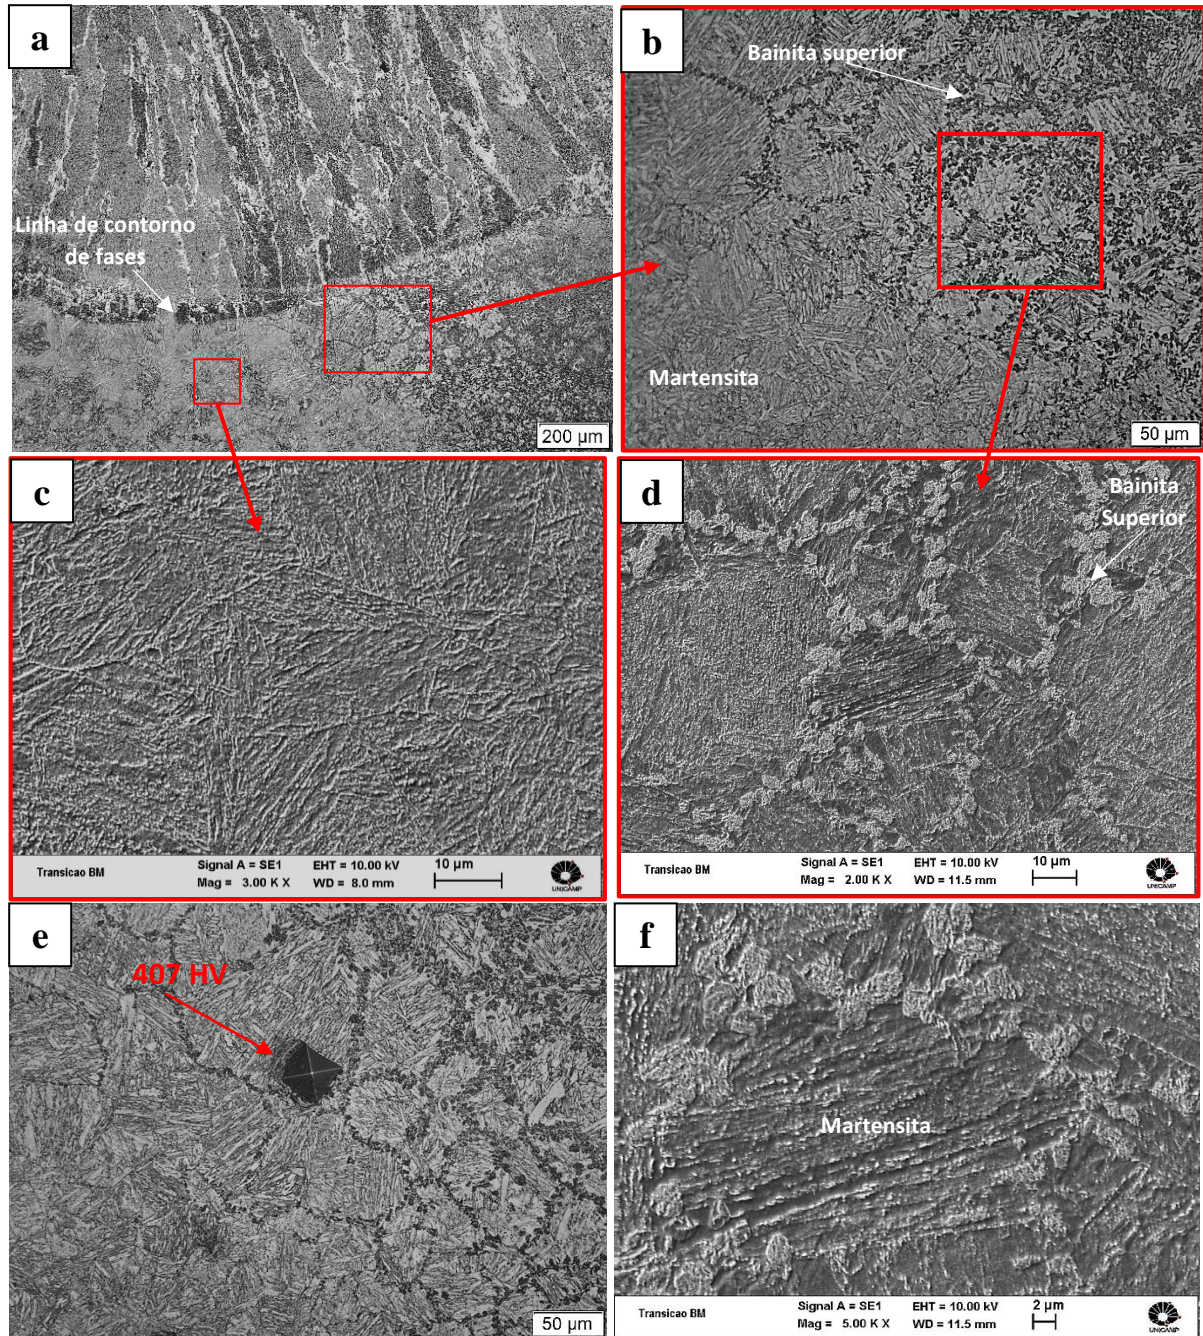 a
Linha de contorno
de fases
200 µm
b
Bainita superior
Martensita
50 µm
c
Transicao BM
Signal A = SE1
EHT = 10.00 kV
10 µm
Mag = 3.00 K X
WD = 8.0 mm
UNICAMP
d
Bainita
Superior
Transicao BM
Signal A = SE1
EHT = 10.00 kV
10 µm
Mag = 2.00 K X
WD = 11.5 mm
UNICAMP
e
407 HV
50 µm
f
Martensita
Transicao BM
Signal A = SE1
EHT = 10.00 kV
2 µm
Mag = 5.00 K X
WD = 11.5 mm
UNICAMP